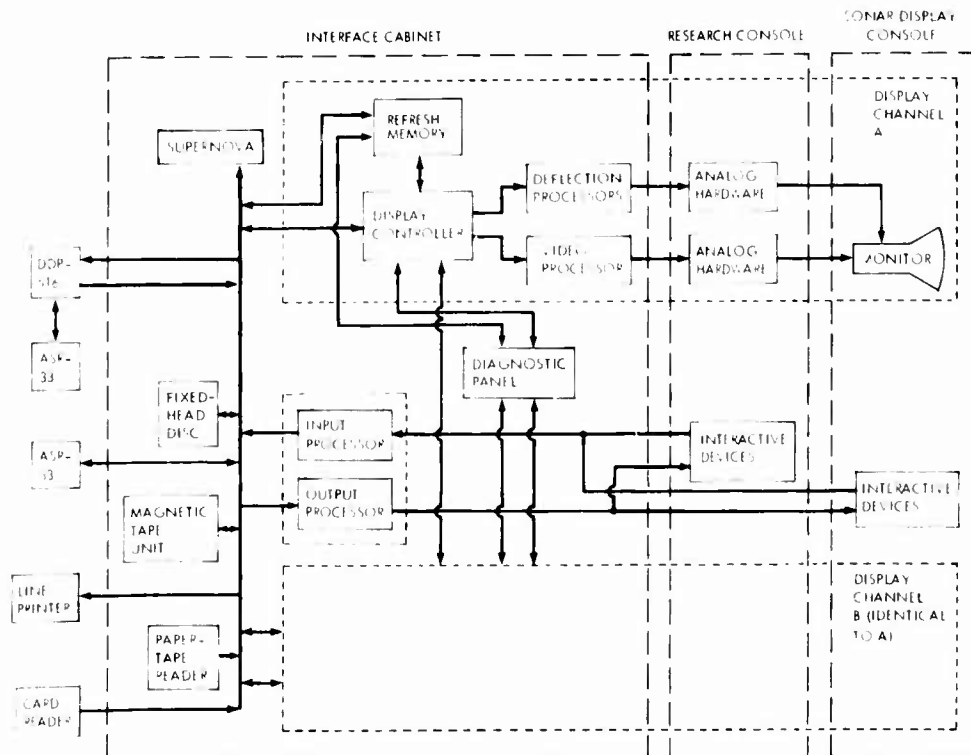 INTERFACE CABINET
RESEARCH CONSOLE
SONAR DISPLAY
CONSOLE
DISPLAY
CHANNEL
A
REFRESH
MEMORY
SUPERNOVA
DEFLECTION
PROCESSORS
ANALOG
HARDWARE
DISPLAY
CONTROLLER
VIDEO
PROCESSOR
ANALOG
HARDWARE
MONITOR
DDP-
516
ASR-
33
DIAGNOSTIC
PANEL
FIXED-
HEAD
DISC
INPUT
PROCESSOR
INTERACTIVE
DEVICES
ASR-
33
OUTPUT
PROCESSOR
INTERACTIVE
DEVICES
MAGNETIC
TAPE
UNIT
LINE
PRINTER
DISPLAY
CHANNEL
B (IDENTICAL
TO A)
PAPER-
TAPE
READER
CARD
READER